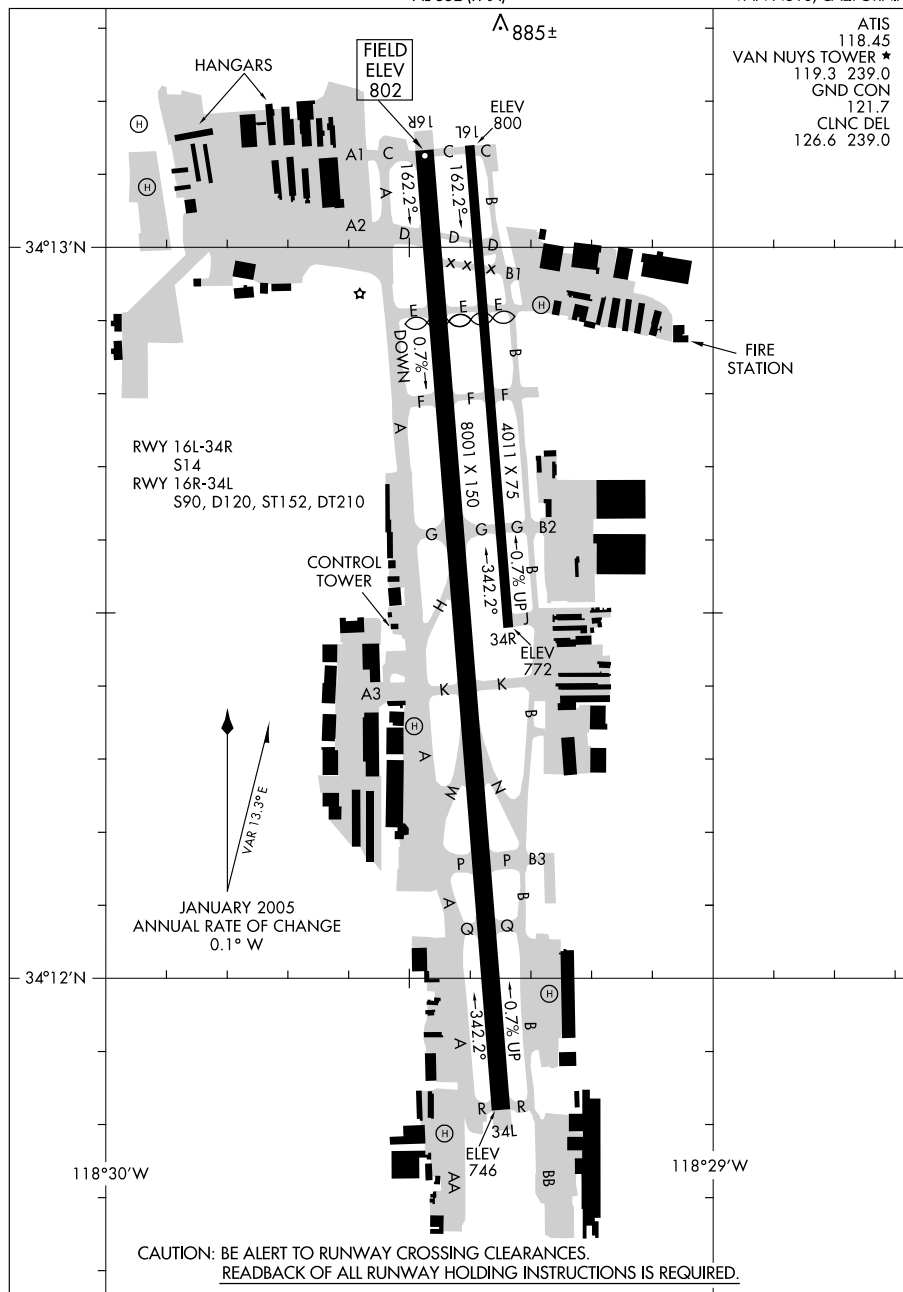 885±
ATIS
118.45
VAN NUYS TOWER
119.3 239.0
GND CON
121.7
CLNC DEL
126.6 239.0
HANGARS
FIELD
ELEV
802
ELEV
800
16R
16L
H
H
A1
C
C
C
162.2°
162.2°
A
B
A2
D
D
D
34°13'N
X X X
B1
E
E
E
H
0.7%
DOWN
B
FIRE
STATION
F
F
F
A
8001 X 150
4011 X 75
RWY 16L-34R
S14
RWY 16R-34L
S90, D120, ST152, DT210
G
G
G
B2
342.2°
0.7% UP
B
CONTROL
TOWER
H
J
34R
ELEV
772
A3
K
K
B
H
A
VAR 13.3°E
M
N
JANUARY 2005
ANNUAL RATE OF CHANGE
0.1° W
P
P
B3
A
B
Q
Q
34°12'N
H
342.2°
0.7% UP
A
B
R
R
34L
H
ELEV
746
AA
BB
118°30'W
118°29'W
CAUTION: BE ALERT TO RUNWAY CROSSING CLEARANCES.
READBACK OF ALL RUNWAY HOLDING INSTRUCTIONS IS REQUIRED.